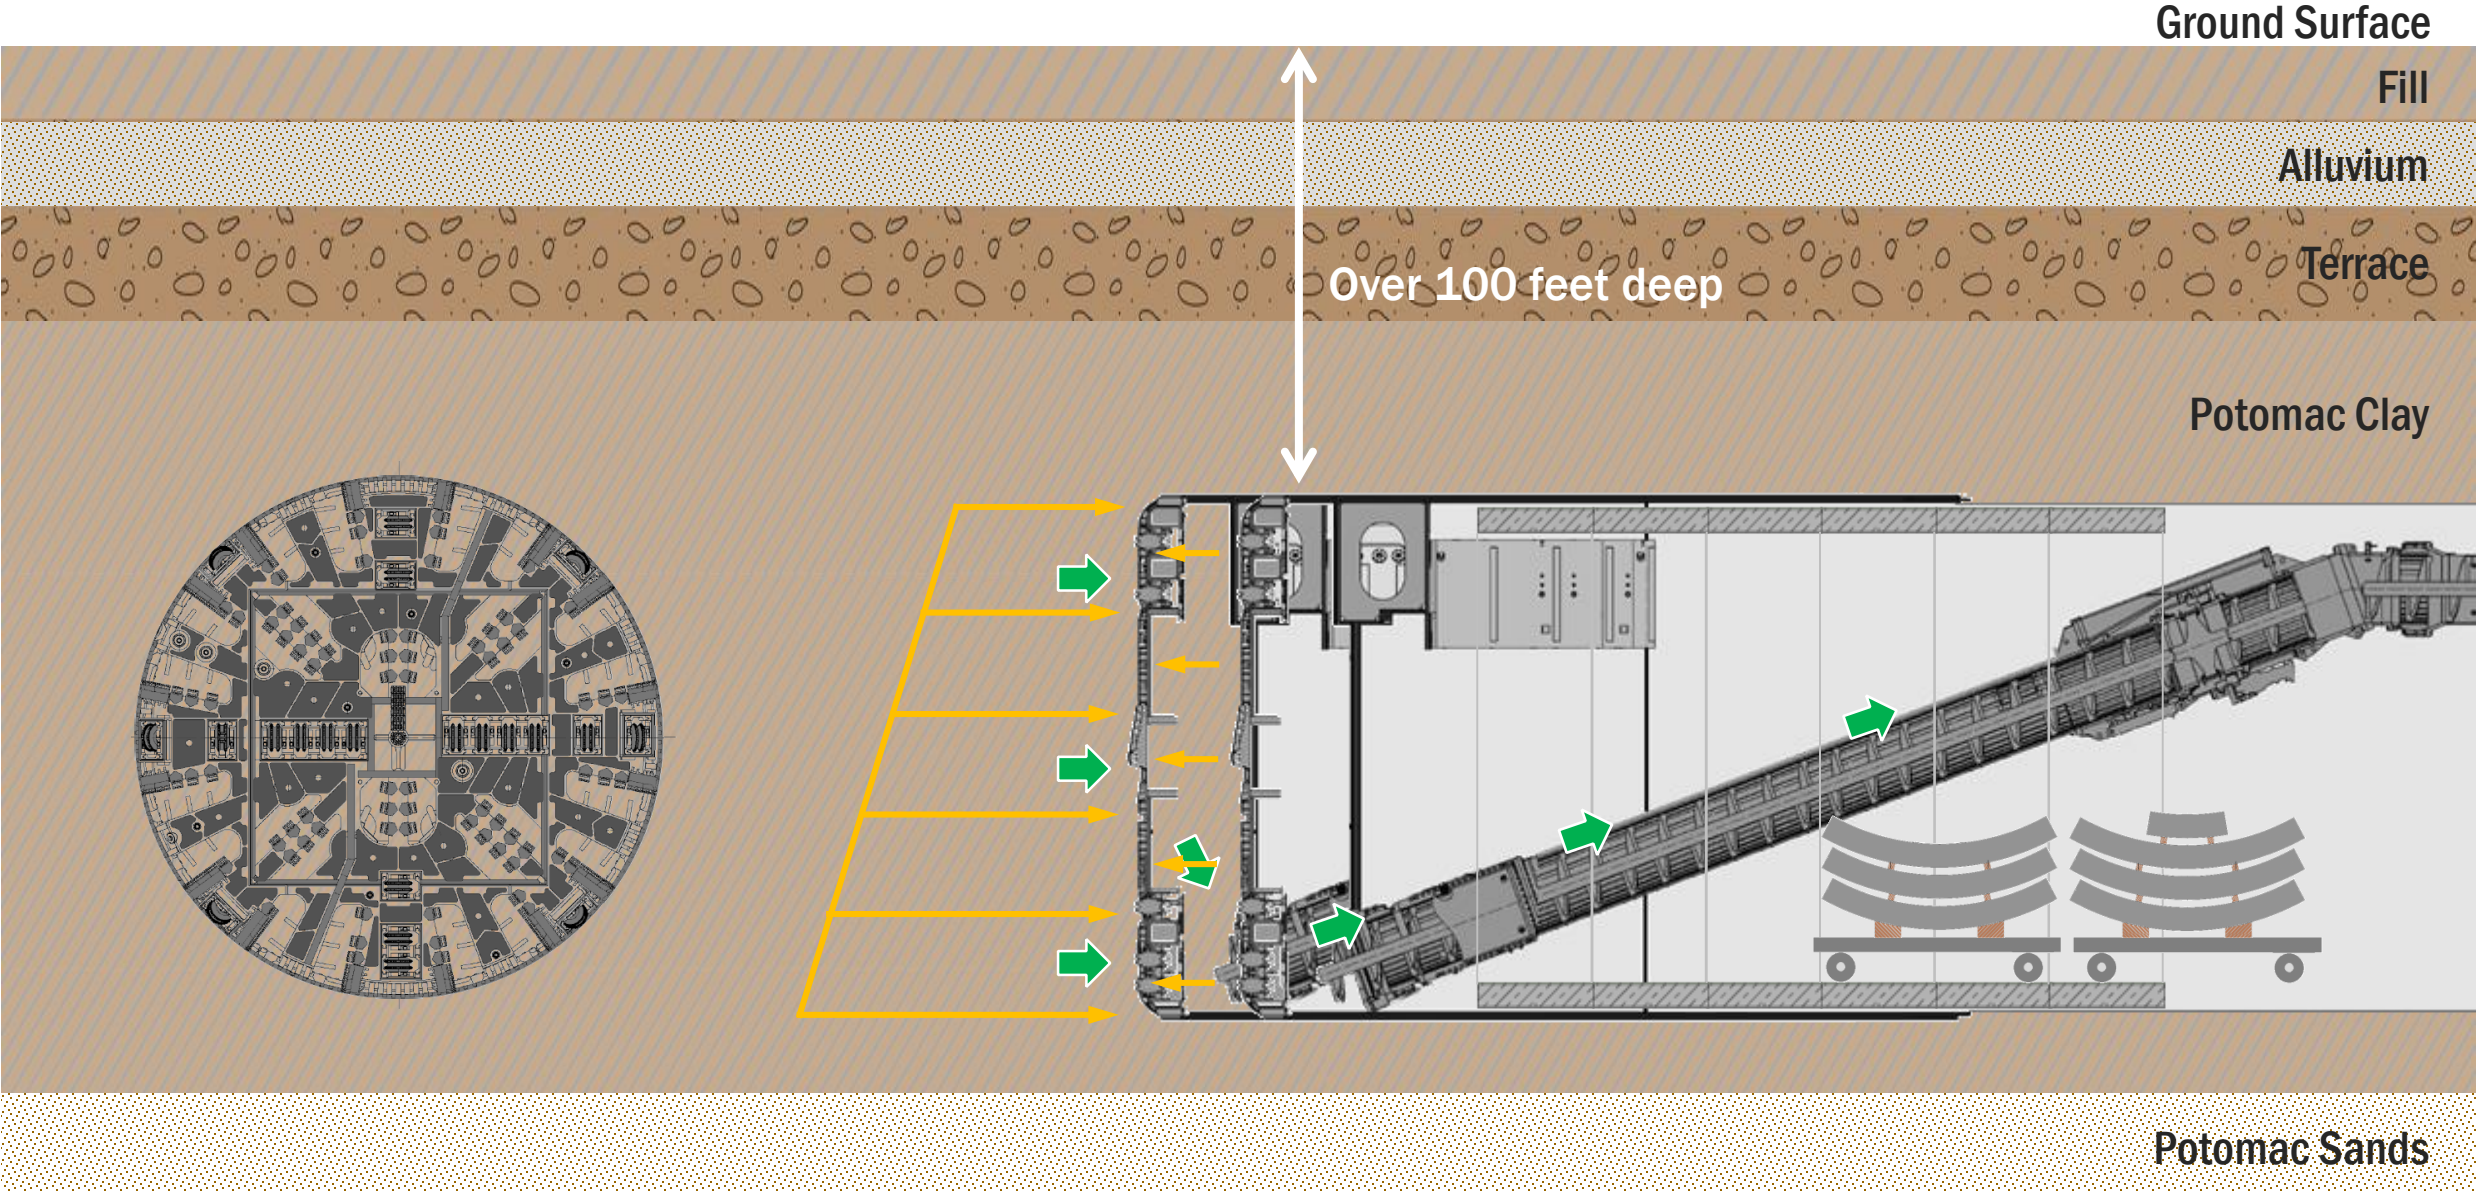 Ground Surface
Fill
Alluvium
Terrace
Over 100 feet deep
Potomac Clay
Potomac Sands